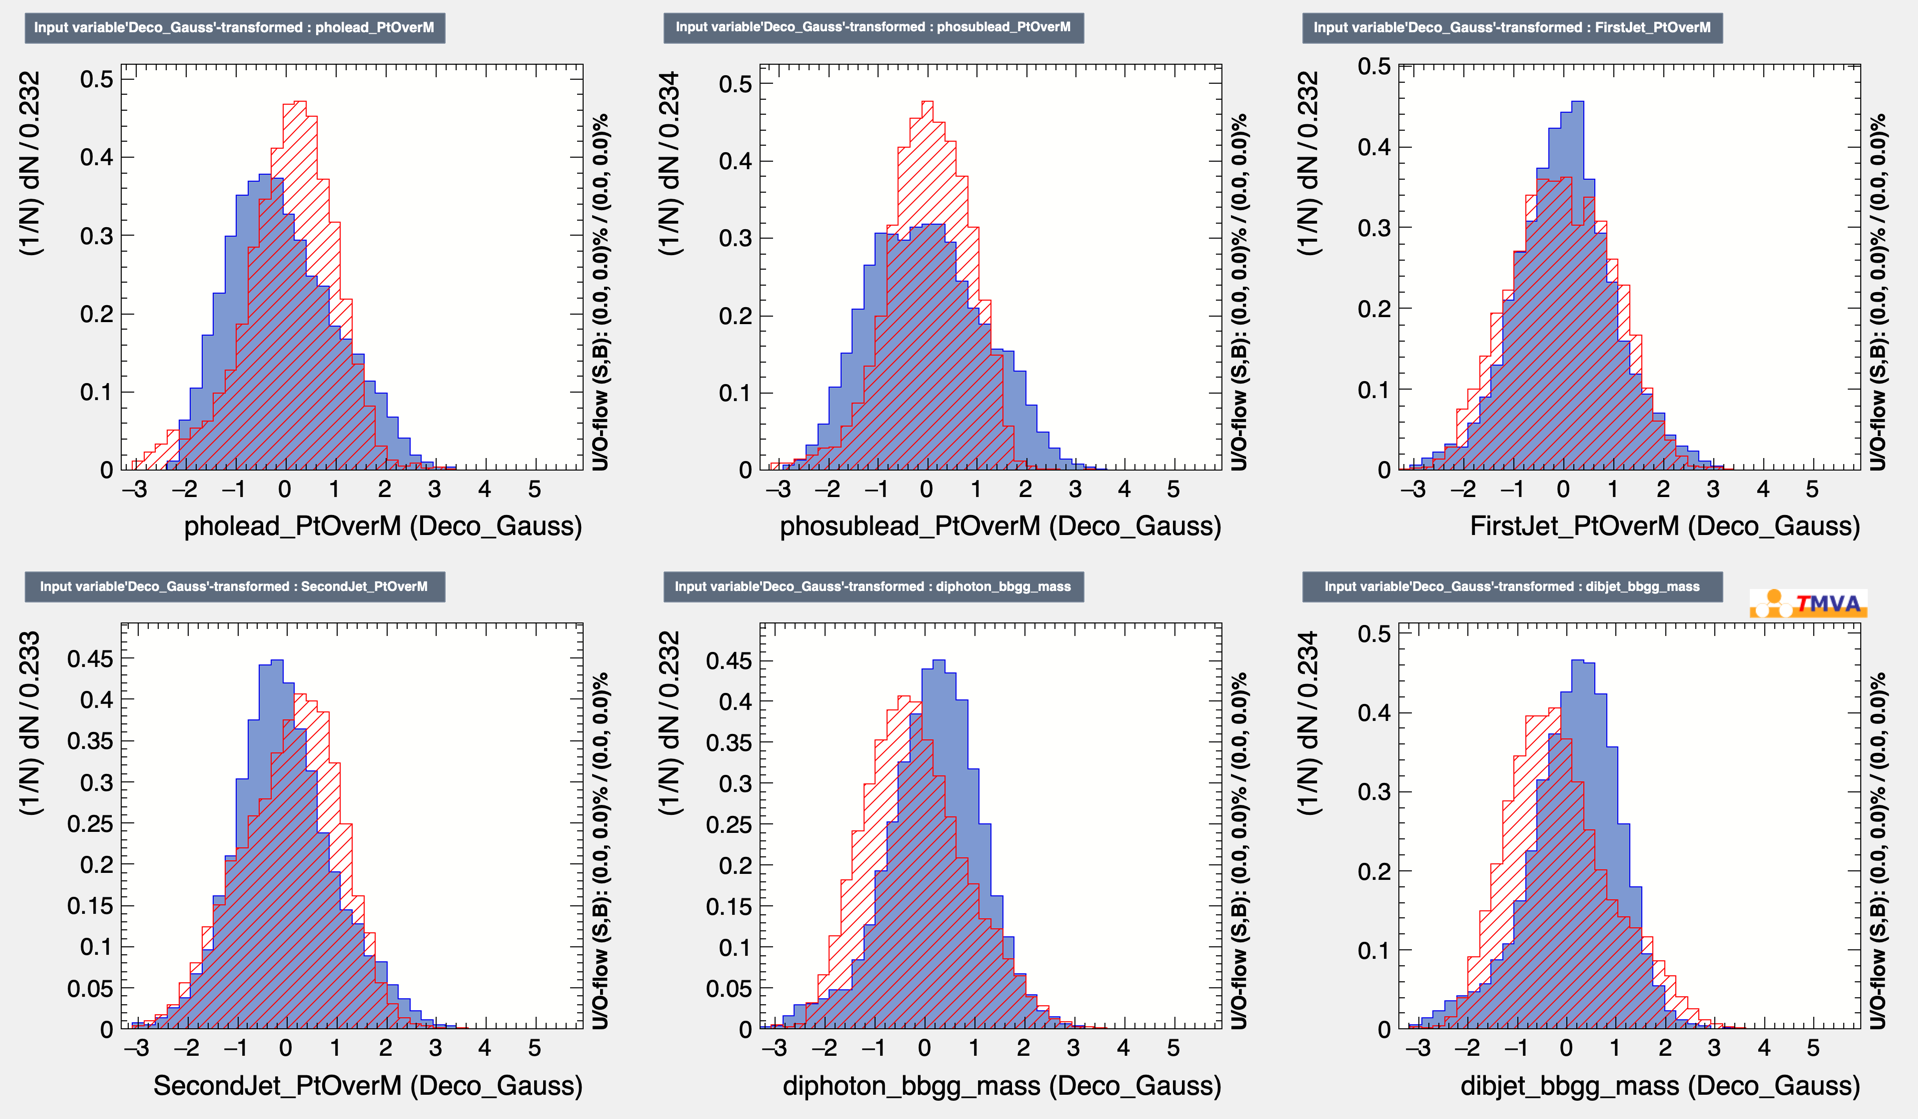 Input variable'Deco_Gauss'-transformed : pholead_PtOverM
(1/N) dN / 0.232
0.5
0.4
0.3
0.2
0.1
0
−3 −2 −1 0 1 2 3 4 5
pholead_PtOverM (Deco_Gauss)
U/O-flow (S,B): (0.0, 0.0)% / (0.0, 0.0)%
Input variable'Deco_Gauss'-transformed : phosublead_PtOverM
(1/N) dN / 0.234
0.5
0.4
0.3
0.2
0.1
0
−3 −2 −1 0 1 2 3 4 5
phosublead_PtOverM (Deco_Gauss)
U/O-flow (S,B): (0.0, 0.0)% / (0.0, 0.0)%
Input variable'Deco_Gauss'-transformed : FirstJet_PtOverM
(1/N) dN / 0.232
0.5
0.4
0.3
0.2
0.1
0
−3 −2 −1 0 1 2 3 4 5
FirstJet_PtOverM (Deco_Gauss)
U/O-flow (S,B): (0.0, 0.0)% / (0.0, 0.0)%
Input variable'Deco_Gauss'-transformed : SecondJet_PtOverM
(1/N) dN / 0.233
0.45
0.4
0.35
0.3
0.25
0.2
0.15
0.1
0.05
0
−3 −2 −1 0 1 2 3 4 5
SecondJet_PtOverM (Deco_Gauss)
U/O-flow (S,B): (0.0, 0.0)% / (0.0, 0.0)%
Input variable'Deco_Gauss'-transformed : diphoton_bbgg_mass
(1/N) dN / 0.232
0.45
0.4
0.35
0.3
0.25
0.2
0.15
0.1
0.05
0
−3 −2 −1 0 1 2 3 4 5
diphoton_bbgg_mass (Deco_Gauss)
U/O-flow (S,B): (0.0, 0.0)% / (0.0, 0.0)%
Input variable'Deco_Gauss'-transformed : dibjet_bbgg_mass
TMVA
(1/N) dN / 0.234
0.5
0.4
0.3
0.2
0.1
0
−3 −2 −1 0 1 2 3 4 5
dibjet_bbgg_mass (Deco_Gauss)
U/O-flow (S,B): (0.0, 0.0)% / (0.0, 0.0)%